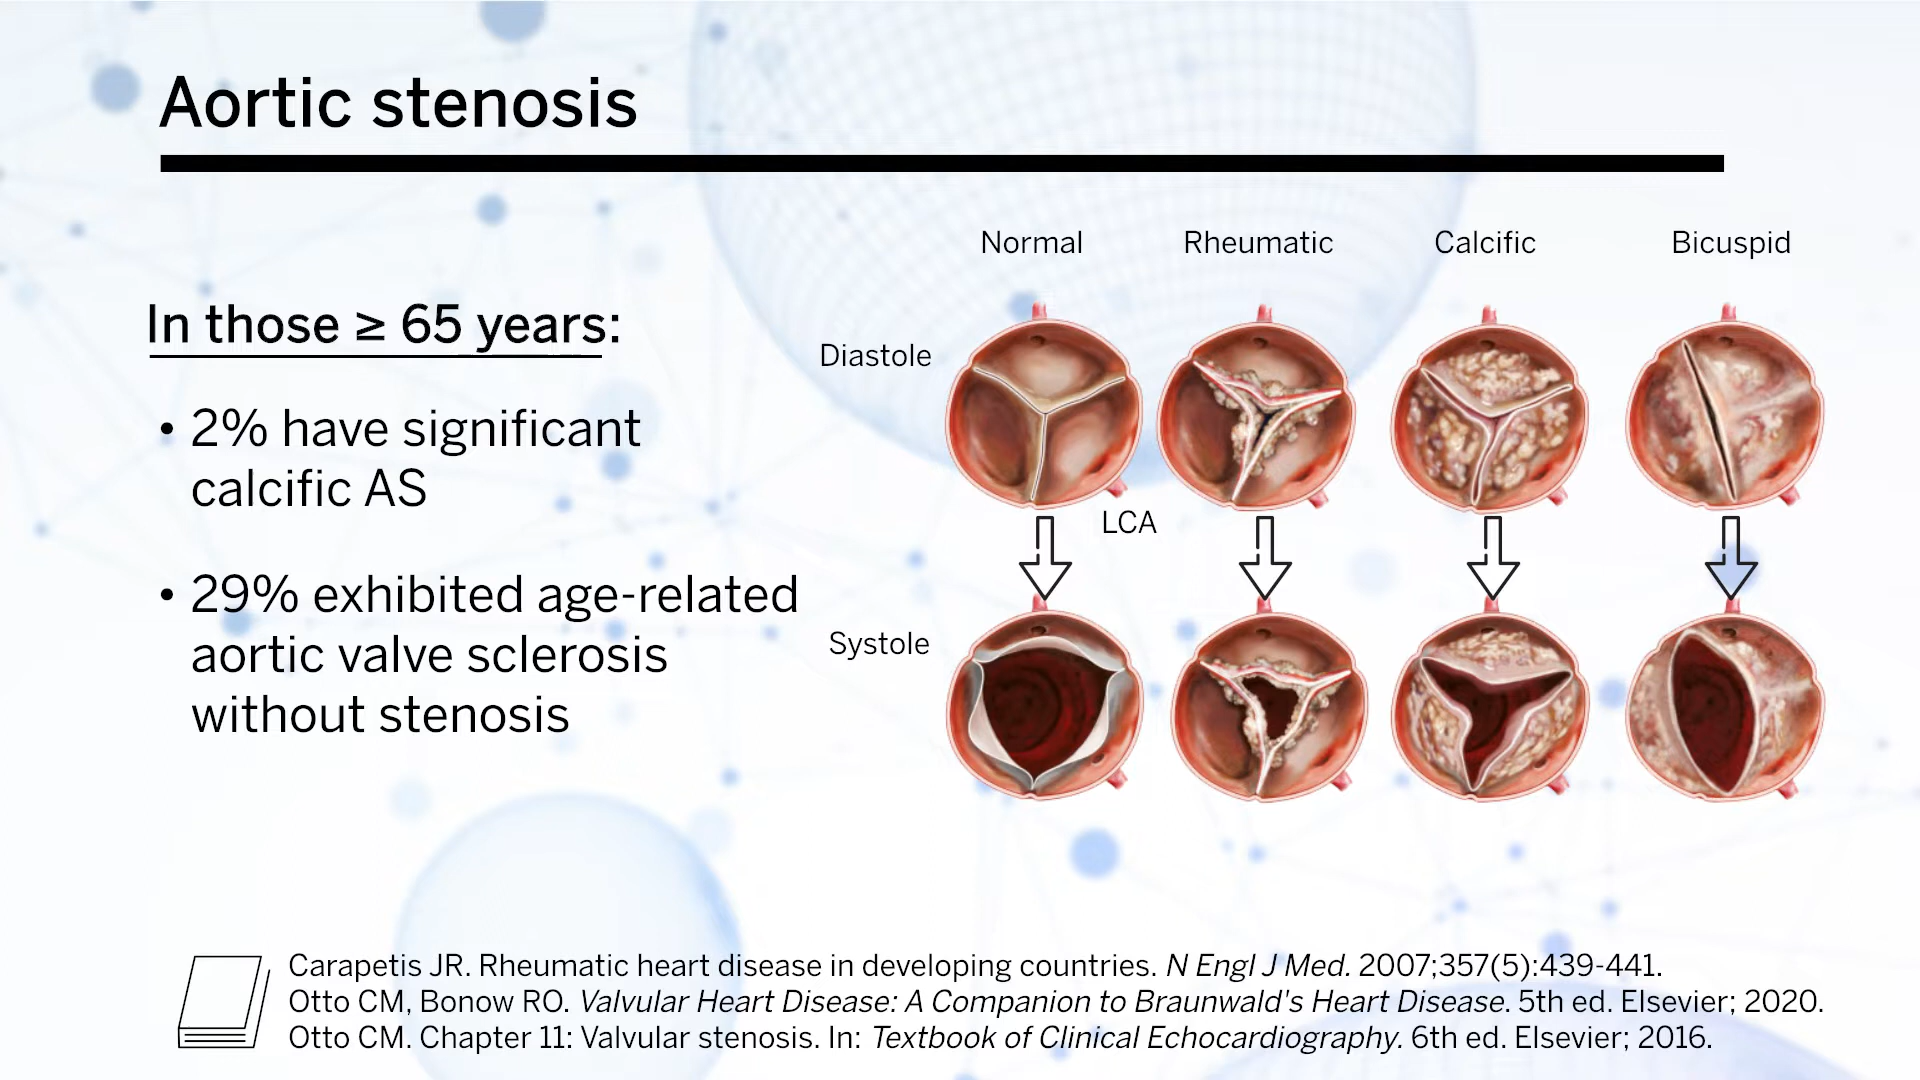 Aortic stenosis
In those ≥ 65 years:
• 2% have significant
calcific AS
• 29% exhibited age-related
aortic valve sclerosis
without stenosis
Normal Rheumatic Calcific Bicuspid
Diastole
LCA
Systole
Carapetis JR. Rheumatic heart disease in developing countries. N Engl J Med. 2007;357(5):439-441.
Otto CM, Bonow RO. Valvular Heart Disease: A Companion to Braunwald's Heart Disease. 5th ed. Elsevier; 2020.
Otto CM. Chapter 11: Valvular stenosis. In: Textbook of Clinical Echocardiography. 6th ed. Elsevier; 2016.